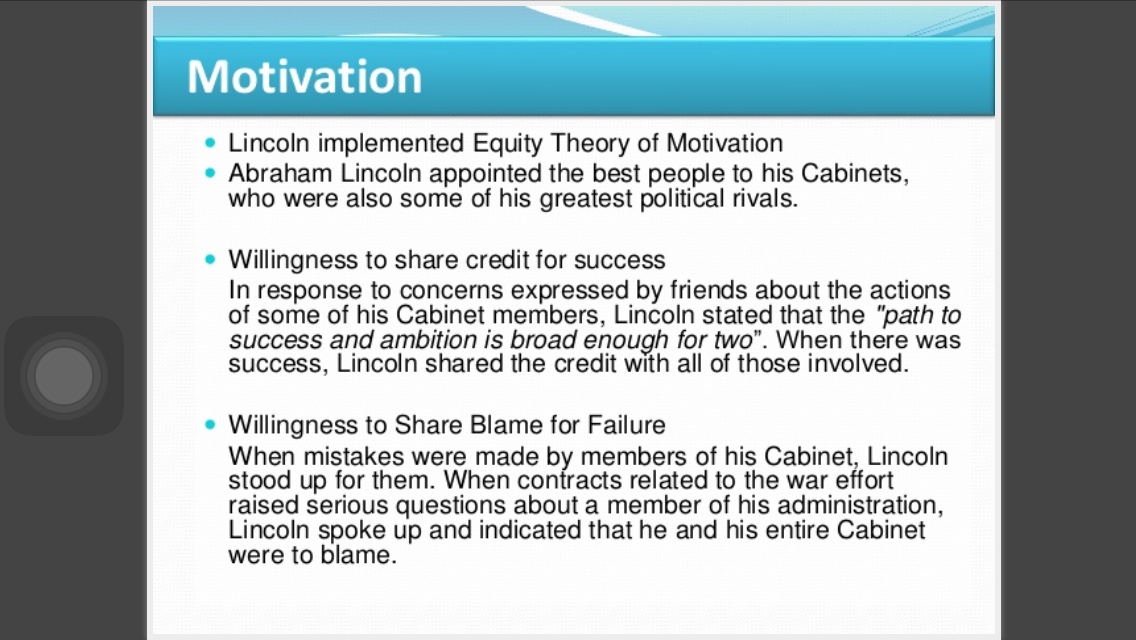 Motivation
• Lincoln implemented Equity Theory of Motivation
• Abraham Lincoln appointed the best people to his Cabinets,
who were also some of his greatest political rivals.
• Willingness to share credit for success
In response to concerns expressed by friends about the actions
of some of his Cabinet members, Lincoln stated that the "path to
success and ambition is broad enough for two”. When there was
success, Lincoln shared the credit with all of those involved.
• Willingness to Share Blame for Failure
When mistakes were made by members of his Cabinet, Lincoln
stood up for them. When contracts related to the war effort
raised serious questions about a member of his administration,
Lincoln spoke up and indicated that he and his entire Cabinet
were to blame.